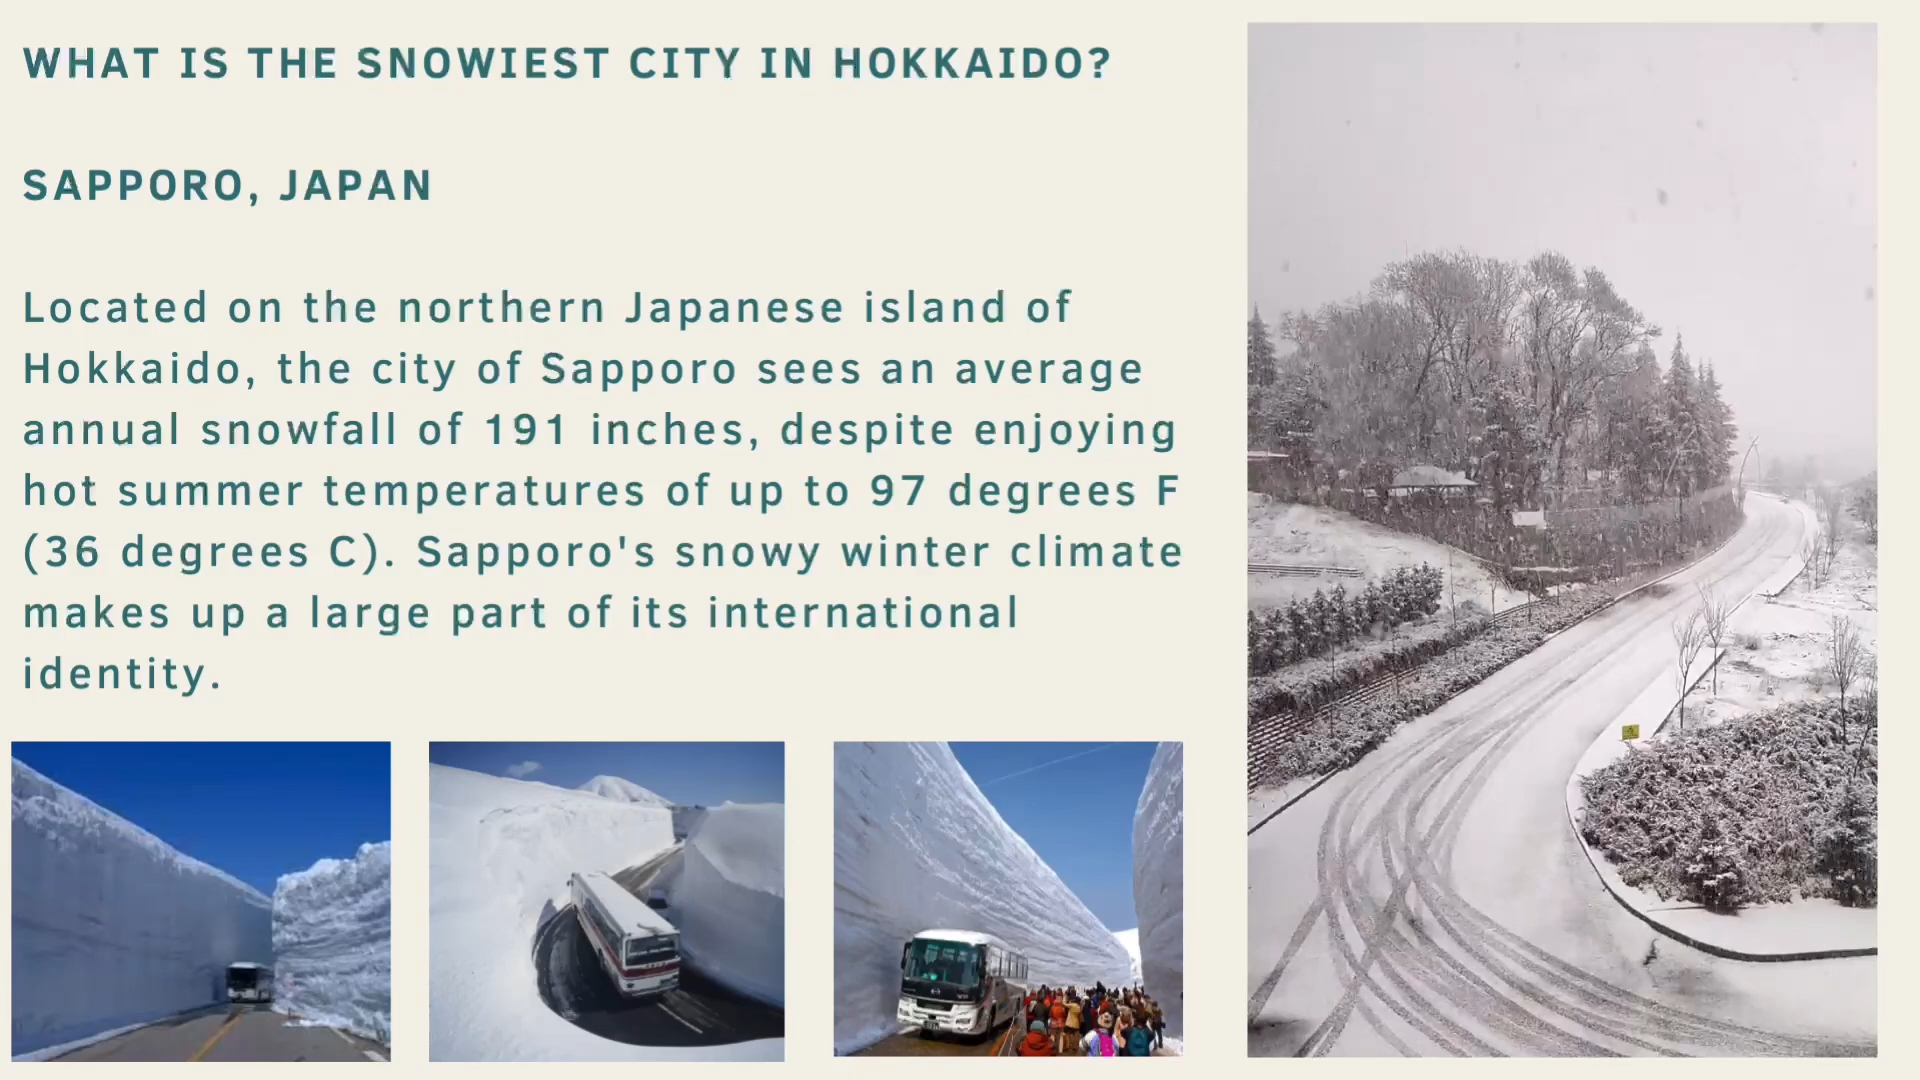 WHAT IS THE SNOWIEST CITY IN HOKKAIDO?
SAPPORO, JAPAN
Located on the northern Japanese island of
Hokkaido, the city of Sapporo sees an average
annual snowfall of 191 inches, despite enjoying
hot summer temperatures of up to 97 degrees F
(36 degrees C). Sapporo's snowy winter climate
makes up a large part of its international
identity.